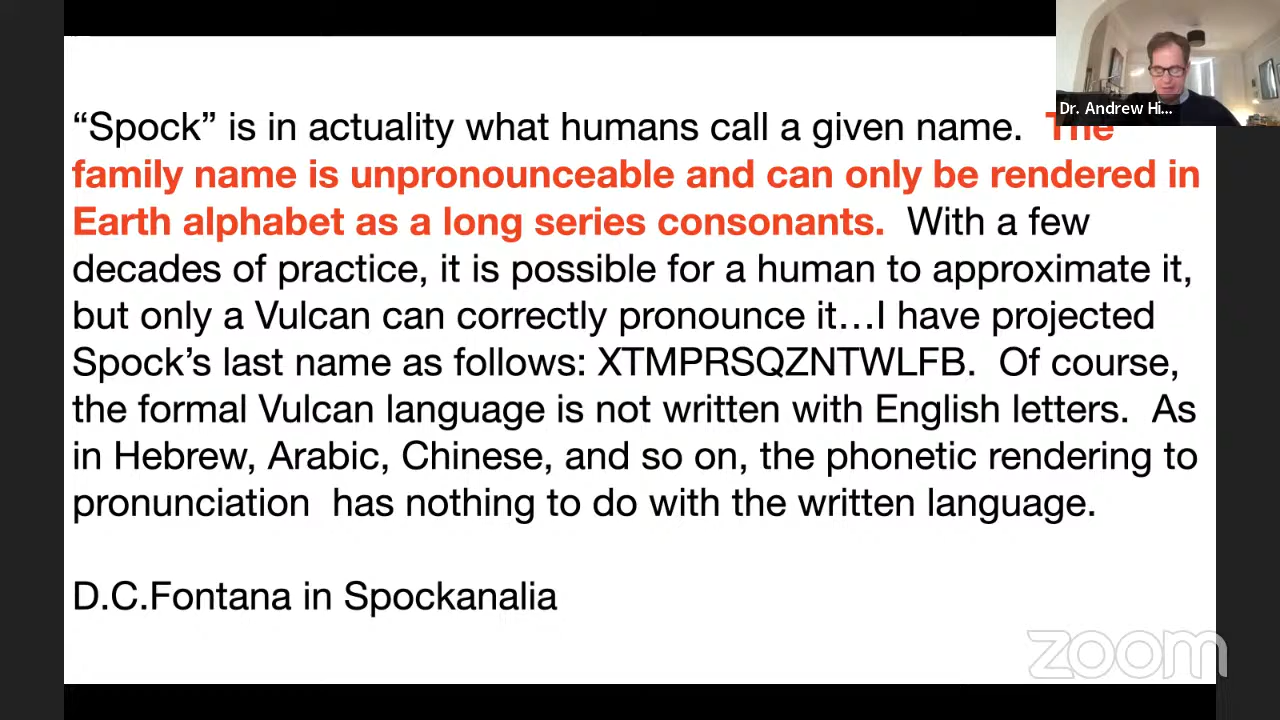 “Spock” is in actuality what humans call a given name. The
family name is unpronounceable and can only be rendered in
Earth alphabet as a long series consonants. With a few
decades of practice, it is possible for a human to approximate it,
but only a Vulcan can correctly pronounce it…I have projected
Spock’s last name as follows: XTMPRSQZNTWLFB. Of course,
the formal Vulcan language is not written with English letters. As
in Hebrew, Arabic, Chinese, and so on, the phonetic rendering to
pronunciation has nothing to do with the written language.
D.C.Fontana in Spockanalia
Dr. Andrew Hi...
zoom